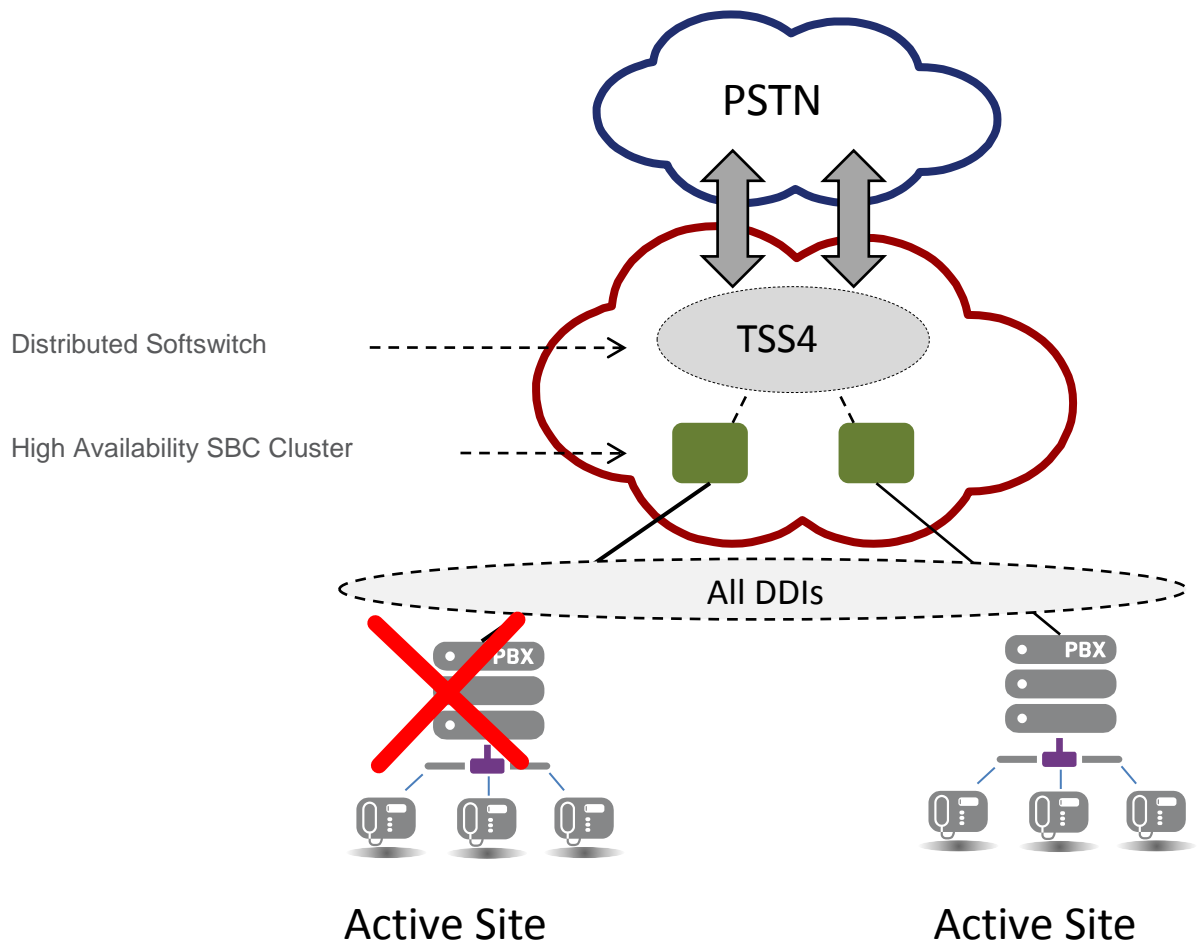 PSTN
TSS4
Distributed Softswitch
High Availability SBC Cluster
All DDIs
PBX
PBX
Active Site
Active Site